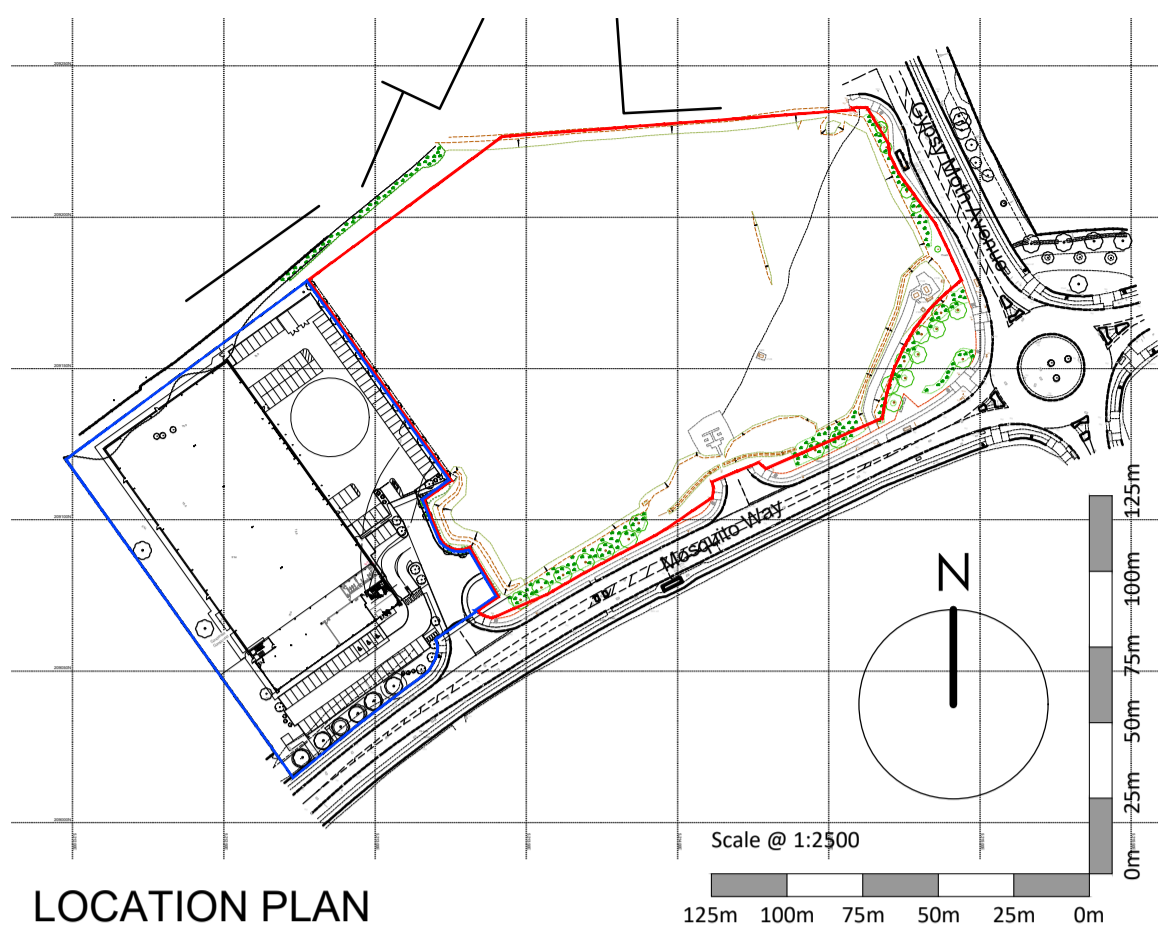 Gypsy Moth Avenue
Mosquito Way
N
125m
100m
75m
50m
25m
0m
Scale @ 1:2500
LOCATION PLAN
125m 100m 75m 50m 25m 0m